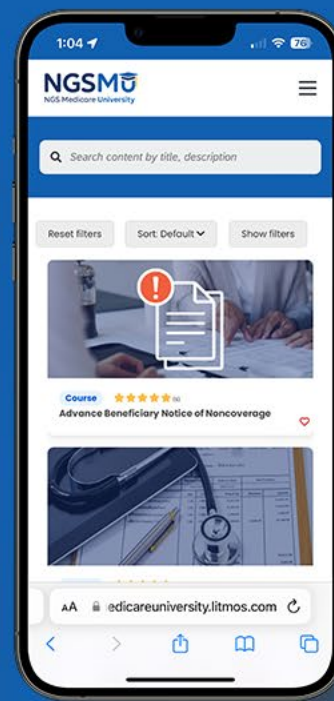 1:04
76
NGSMU
NGS Medicare University
Search content by title, description
Reset filters
Sort: Default
Show filters
Course
Advance Beneficiary Notice of Noncoverage
AA
edicareuniversity.litmos.com